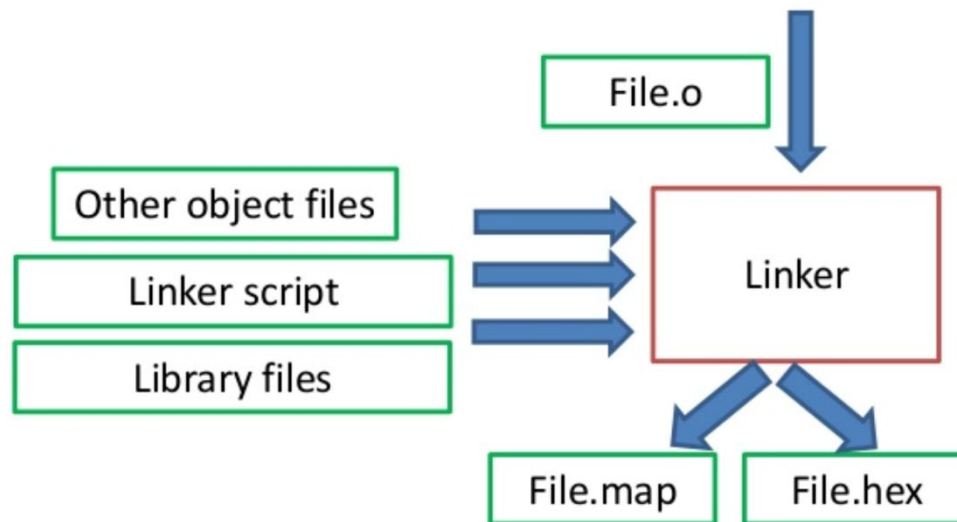 File.o
Other object files
Linker script
Library files
Linker
File.map
File.hex